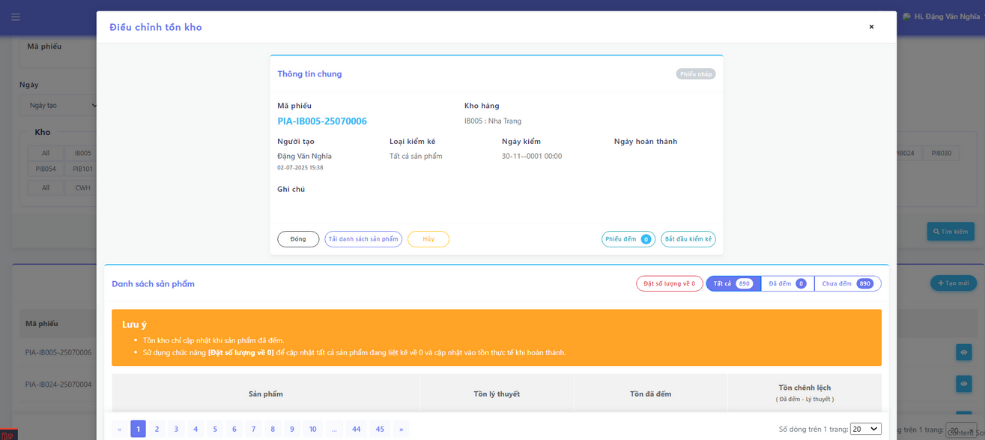 Hi, Đặng Văn Nghĩa
Điều chỉnh tồn kho
×
Mã phiếu
Ngày
Ngày tạo
Kho
All IB005
PIB054 PIB101
All CWH
IB024 PIB030
Tìm kiếm
+ Tạo mới
Mã phiếu
PIA-IB005-25070006
PIA-IB024-25070004
Thông tin chung
Phiếu nháp
Mã phiếu
PIA-IB005-25070006
Kho hàng
IB005 : Nha Trang
Người tạo
Đặng Văn Nghĩa
02-07-2025 15:38
Loại kiểm kê
Tất cả sản phẩm
Ngày kiểm
30-11--0001 00:00
Ngày hoàn thành
Ghi chú
Đóng
Tải danh sách sản phẩm
Hủy
Phiếu đếm 0
Bắt đầu kiểm kê
Danh sách sản phẩm
Đặt số lượng về 0
Tất cả 890
Đã đếm 0
Chưa đếm 890
Lưu ý
• Tồn kho chỉ cập nhật khi sản phẩm đã đếm.
• Sử dụng chức năng [Đặt số lượng về 0] để cập nhật tất cả sản phẩm đang liệt kê về 0 và cập nhật vào tồn thực tế khi hoàn thành.
Sản phẩm
Tồn lý thuyết
Tồn đã đếm
Tồn chênh lệch
( Đã đếm - Lý thuyết )
« 1 2 3 4 5 6 7 8 9 10 ... 44 45 »
Số dòng trên 1 trang: 20
g trên 1 trang: 20